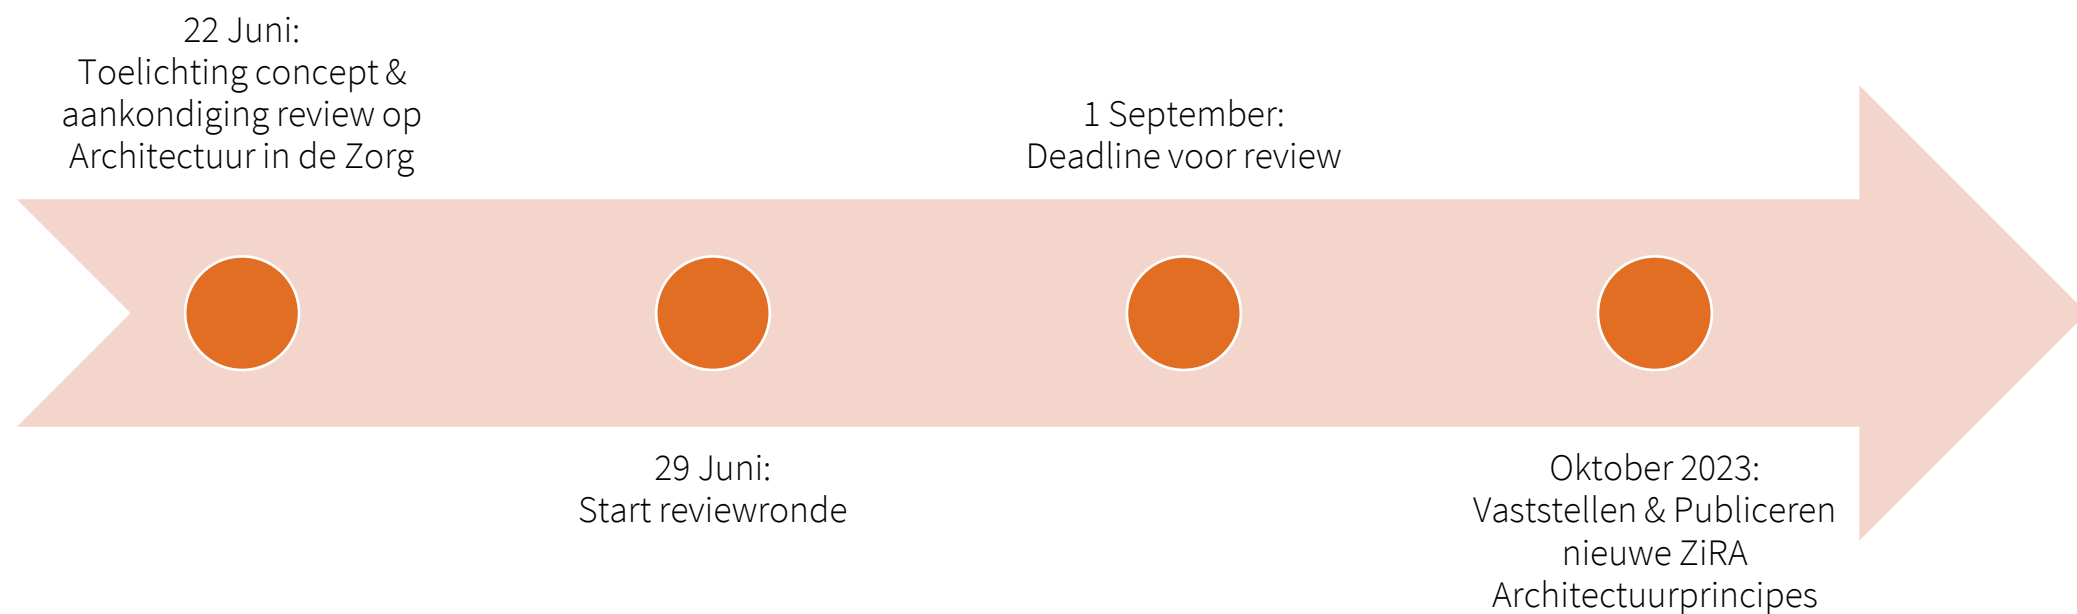 22 Juni:
Toelichting concept &
aankondiging review op
Architectuur in de Zorg
29 Juni:
Start reviewronde
1 September:
Deadline voor review
Oktober 2023:
Vaststellen & Publiceren
nieuwe ZiRA
Architectuurprincipes